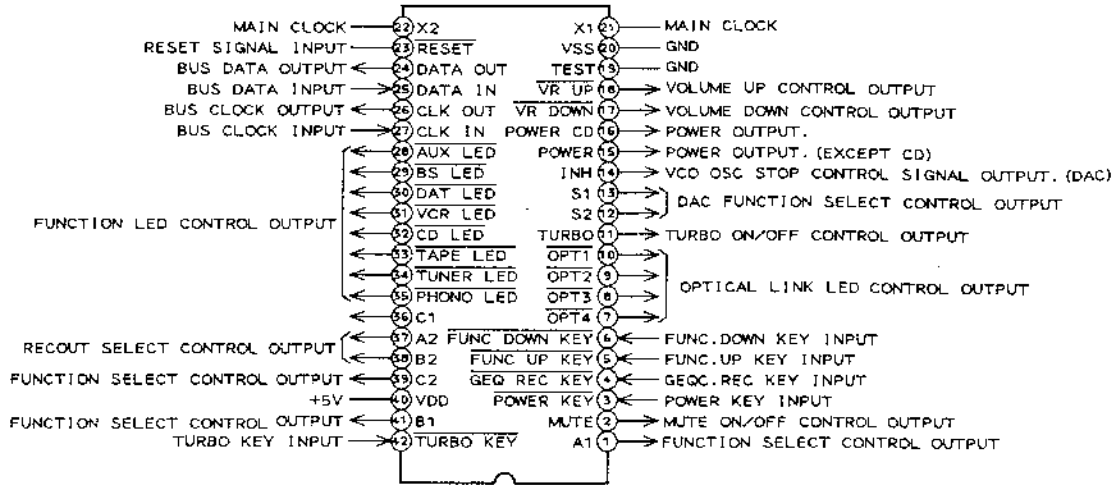 MAIN CLOCK 22 X2 X1 21 MAIN CLOCK
RESET SIGNAL INPUT 23 RESET VSS 20 GND
BUS DATA OUTPUT 24 DATA OUT TEST 19 GND
BUS DATA INPUT 25 DATA IN VR UP 18 VOLUME UP CONTROL OUTPUT
BUS CLOCK OUTPUT 26 CLK OUT VR DOWN 17 VOLUME DOWN CONTROL OUTPUT
BUS CLOCK INPUT 27 CLK IN POWER CD 16 POWER OUTPUT.
28 AUX LED POWER 15 POWER OUTPUT. (EXCEPT CD)
29 BS LED INH 14 VCO OSC STOP CONTROL SIGNAL OUTPUT. (DAC)
30 DAT LED S1 13
DAC FUNCTION SELECT CONTROL OUTPUT
31 VCR LED S2 12
FUNCTION LED CONTROL OUTPUT
32 CD LED TURBO 11 TURBO ON/OFF CONTROL OUTPUT
33 TAPE LED OPT1 10
34 TUNER LED OPT2 9
OPTICAL LINK LED CONTROL OUTPUT
35 PHONO LED OPT3 8
36 C1 OPT4 7
37 A2 FUNC DOWN KEY 6 FUNC.DOWN KEY INPUT
RECOUT SELECT CONTROL OUTPUT
38 B2 FUNC UP KEY 5 FUNC.UP KEY INPUT
FUNCTION SELECT CONTROL OUTPUT 39 C2 GEQ REC KEY 4 GEQC.REC KEY INPUT
+5V 40 VDD POWER KEY 3 POWER KEY INPUT
FUNCTION SELECT CONTROL OUTPUT 41 B1 MUTE 2 MUTE ON/OFF CONTROL OUTPUT
TURBO KEY INPUT 42 TURBO KEY A1 1 FUNCTION SELECT CONTROL OUTPUT